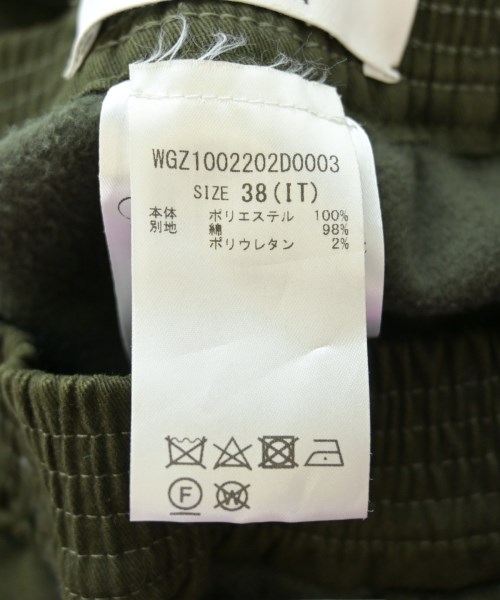 WGZ1002202D0003
SIZE 38(IT)
本体 ポリエステル 100%
別地 綿 98%
ポリウレタン 2%
F W